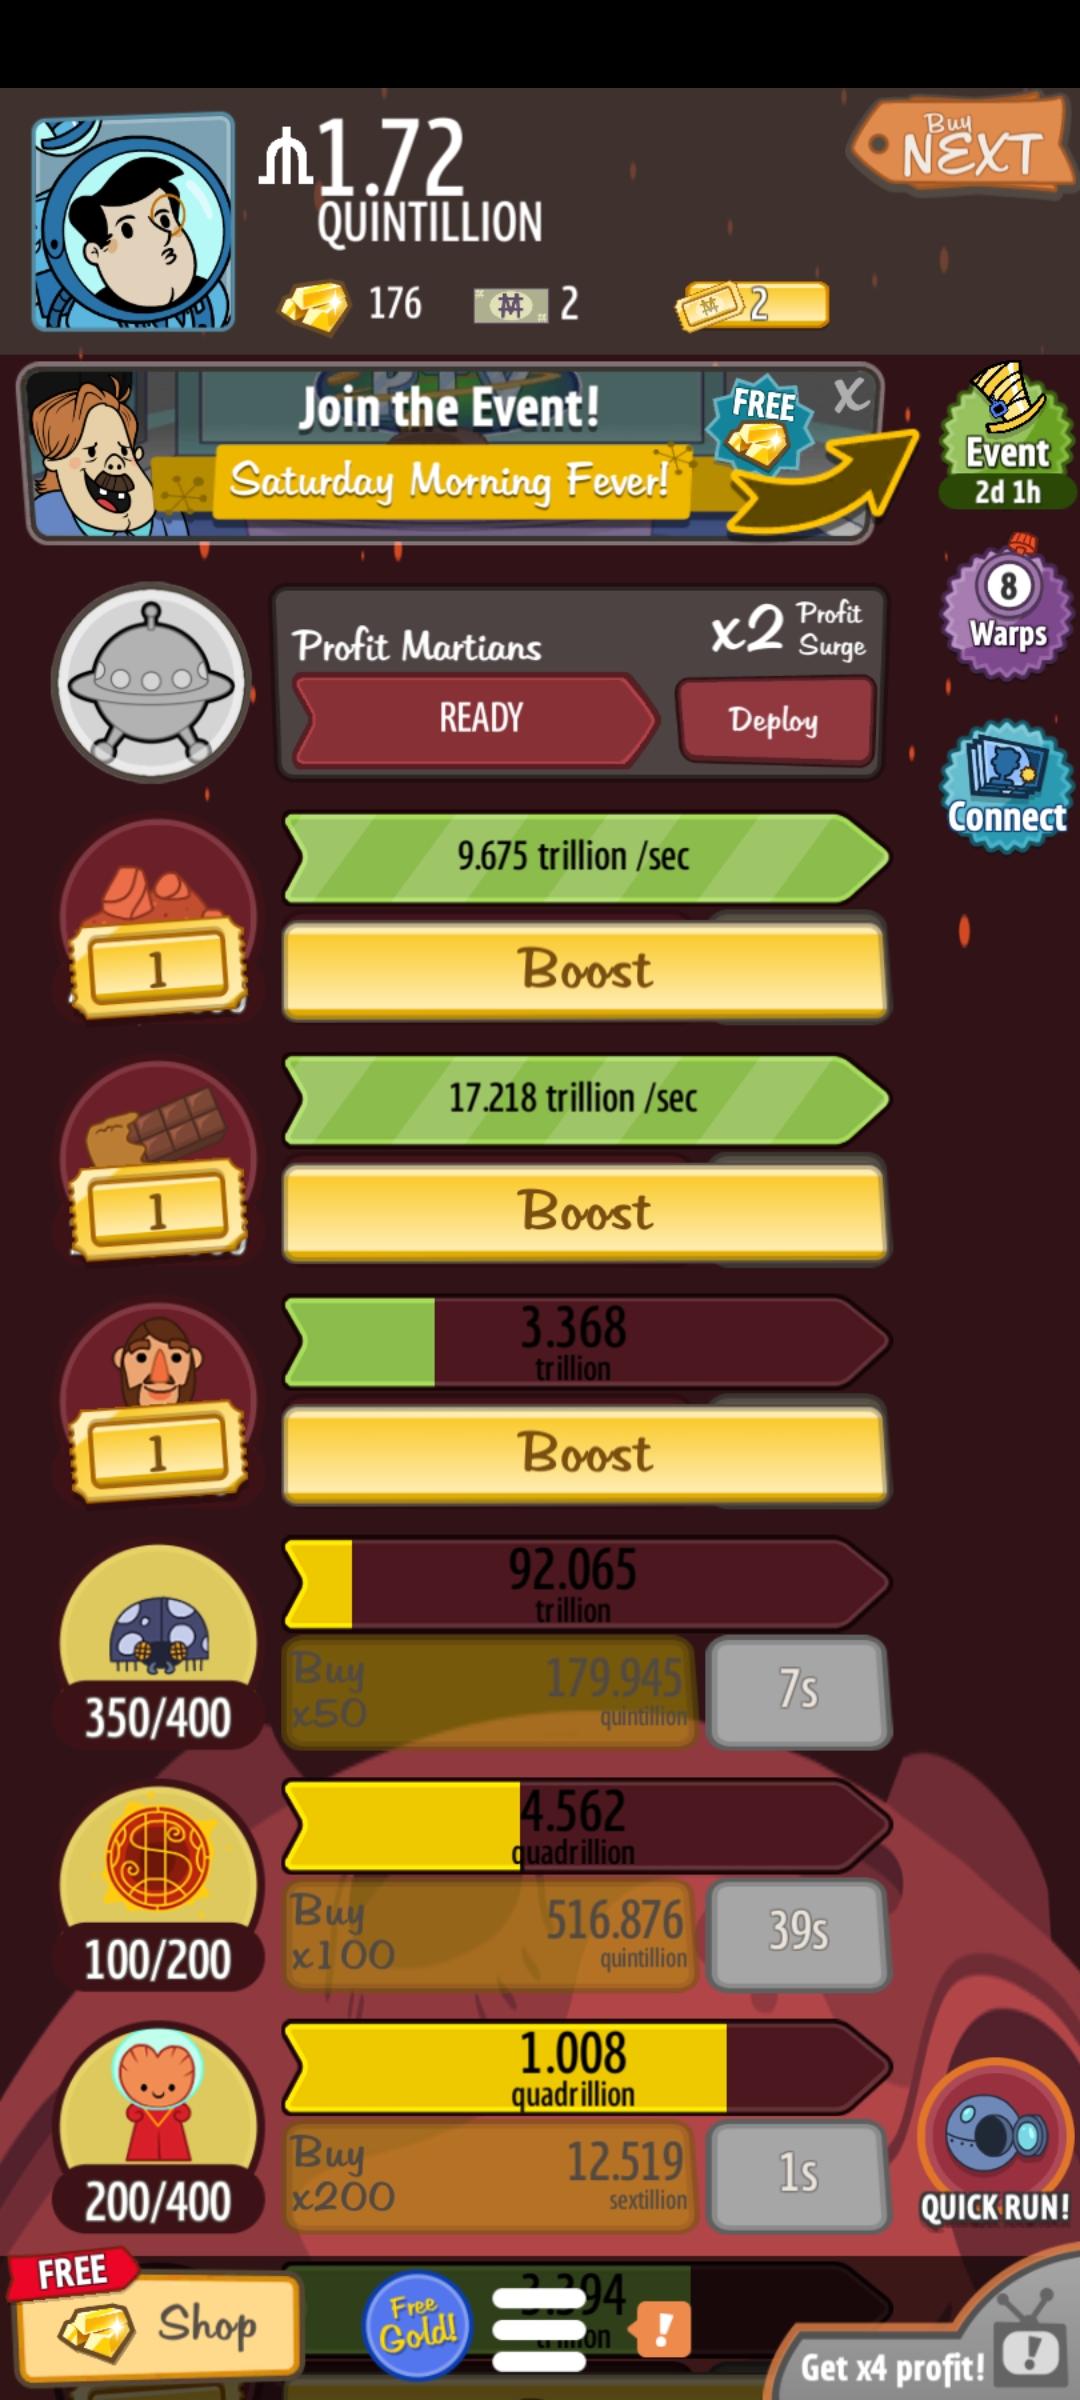 1.72
QUINTILLION
Buy
NEXT
176
2
2
Join the Event!
Saturday Morning Fever!
FREE
X
Event
2d 1h
Profit Martians
x2 Profit
Surge
READY
Deploy
8
Warps
Connect
9.675 trillion /sec
1
Boost
17.218 trillion /sec
1
Boost
3.368
trillion
1
Boost
92.065
trillion
350/400
Buy
x50
179.945
quintillion
7s
4.562
quadrillion
100/200
Buy
x100
516.876
quintillion
39s
1.008
quadrillion
200/400
Buy
x200
12.519
sextillion
1s
QUICK RUN!
FREE
Shop
Free
Gold!
!
Get x4 profit!
!